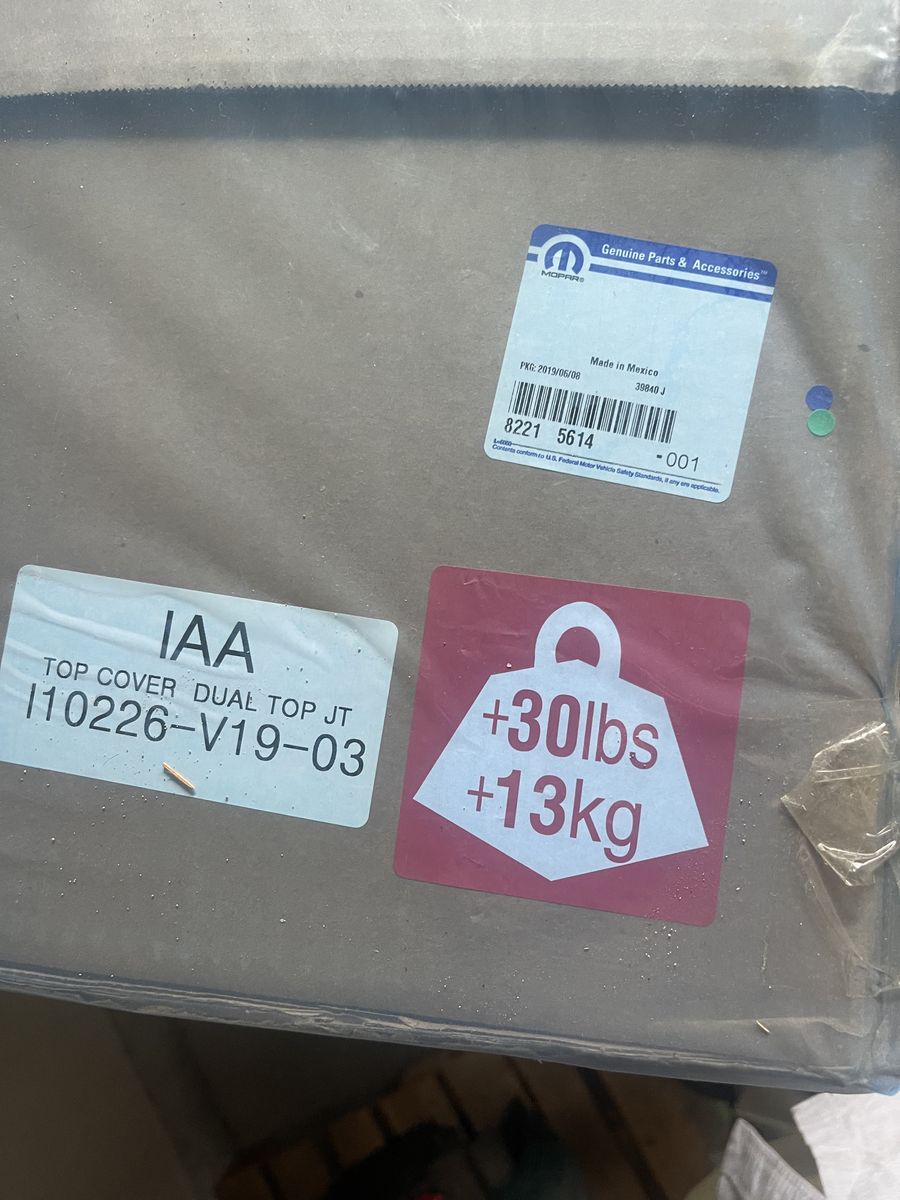 MOPAR®
Genuine Parts & Accessories™
Made in Mexico
PKG: 2019/06/08
39840 J
8221 5614
-001
Contents conform to U.S. Federal Motor Vehicle Safety Standards, if any are applicable.
IAA
TOP COVER DUAL TOP JT
I10226-V19-03
+30lbs
+13kg